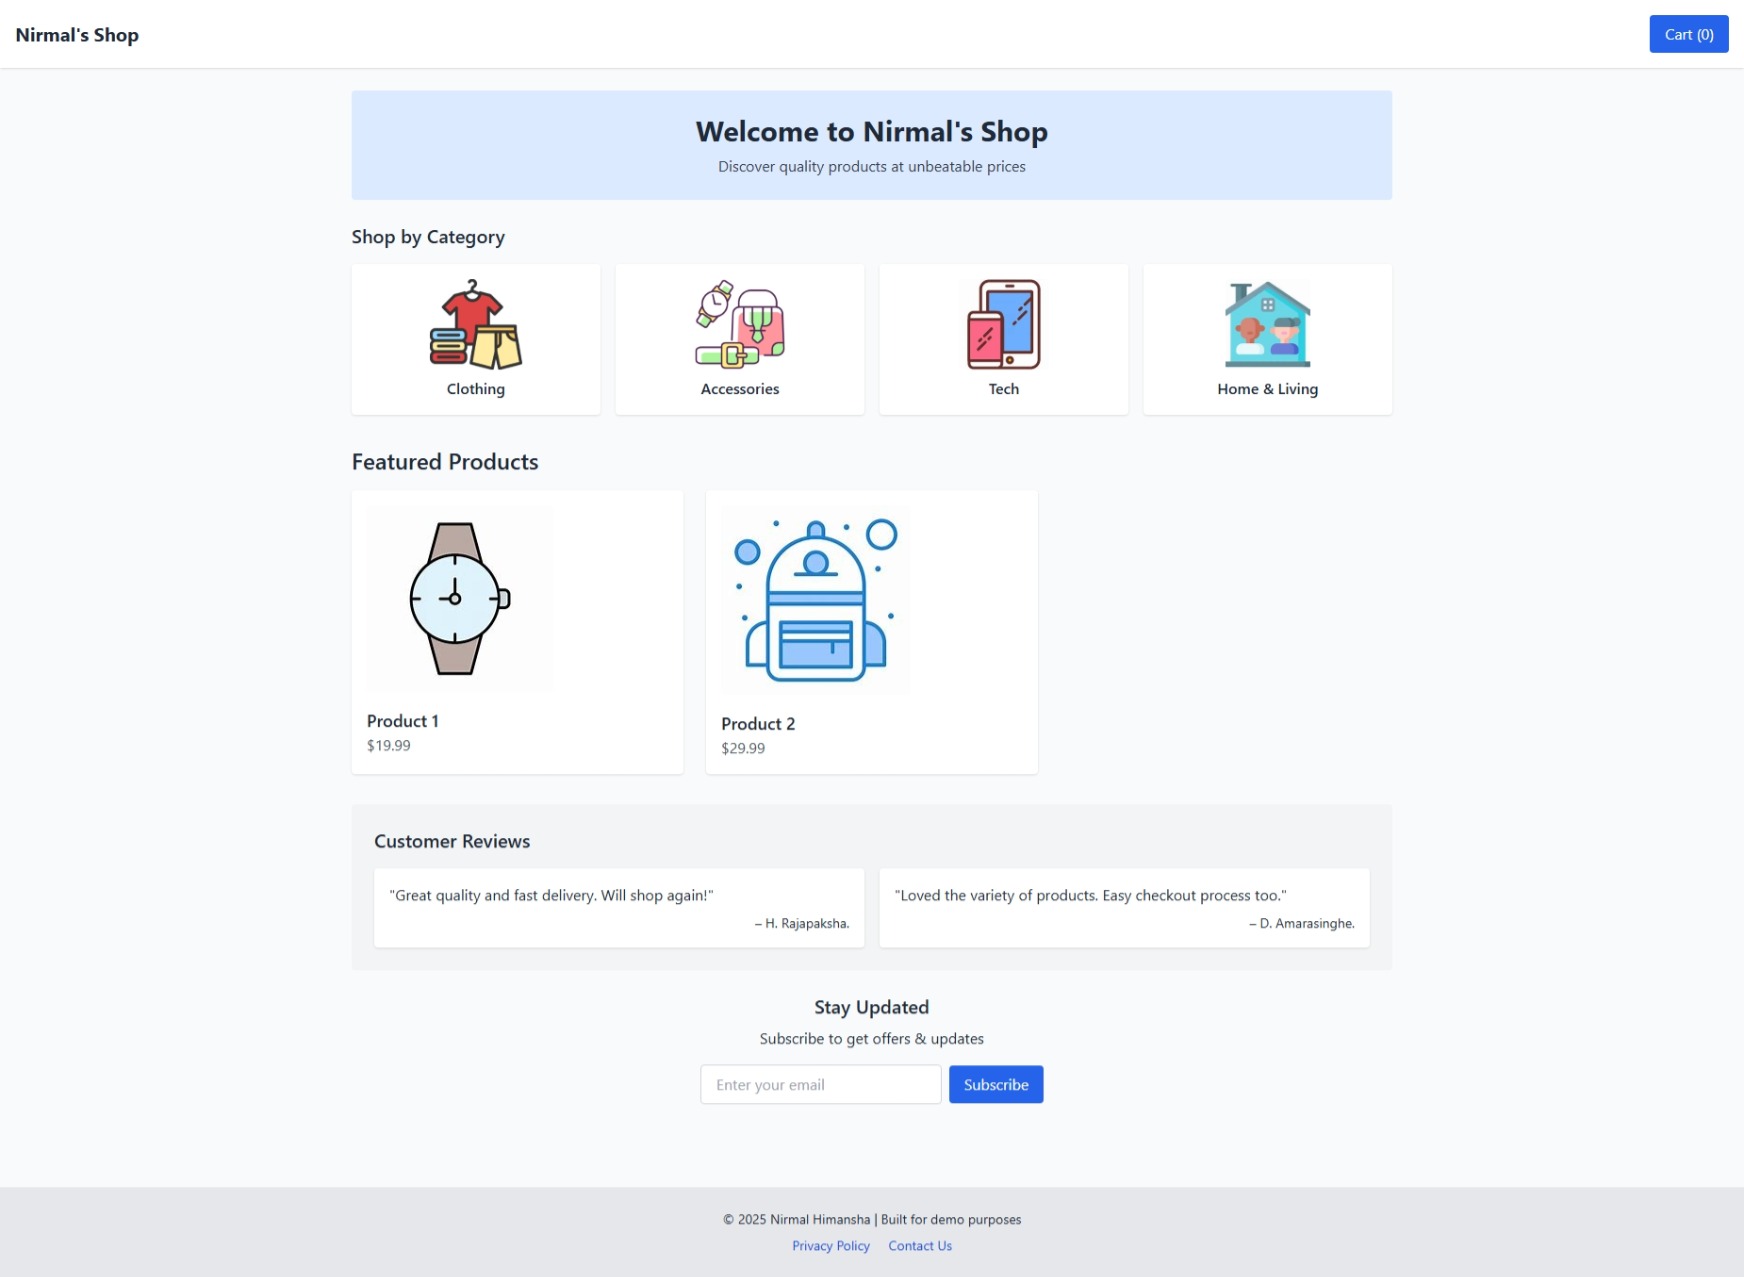 Nirmal's Shop
Cart (0)
Welcome to Nirmal's Shop
Discover quality products at unbeatable prices
Shop by Category
Clothing
Accessories
Tech
Home & Living
Featured Products
Product 1
$19.99
Product 2
$29.99
Customer Reviews
"Great quality and fast delivery. Will shop again!"
– H. Rajapaksha.
"Loved the variety of products. Easy checkout process too."
– D. Amarasinghe.
Stay Updated
Subscribe to get offers & updates
Enter your email
Subscribe
© 2025 Nirmal Himansha | Built for demo purposes
Privacy Policy
Contact Us